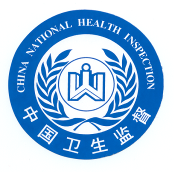 CHINA NATIONAL HEALTH INSPECTION
中国卫生监督